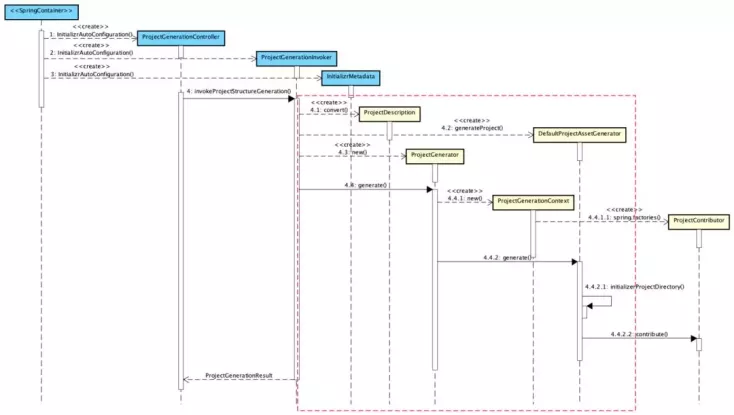 <<SpringContainer>>
<<create>>
1: InitializrAutoConfiguration()
ProjectGenerationController
<<create>>
2: InitializrAutoConfiguration()
ProjectGenerationInvoker
<<create>>
3: InitializrAutoConfiguration()
InitializrMetadata
4: invokeProjectStructureGeneration()
<<create>>
4.1: convert()
ProjectDescription
<<create>>
4.2: generateProject()
DefaultProjectAssetGenerator
<<create>>
4.3: new()
ProjectGenerator
4.4: generate()
<<create>>
4.4.1: new()
ProjectGenerationContext
<<create>>
4.4.1.1: spring.factories()
ProjectContributor
4.4.2: generate()
4.4.2.1: initializerProjectDirectory()
4.4.2.2: contribute()
ProjectGenerationResult